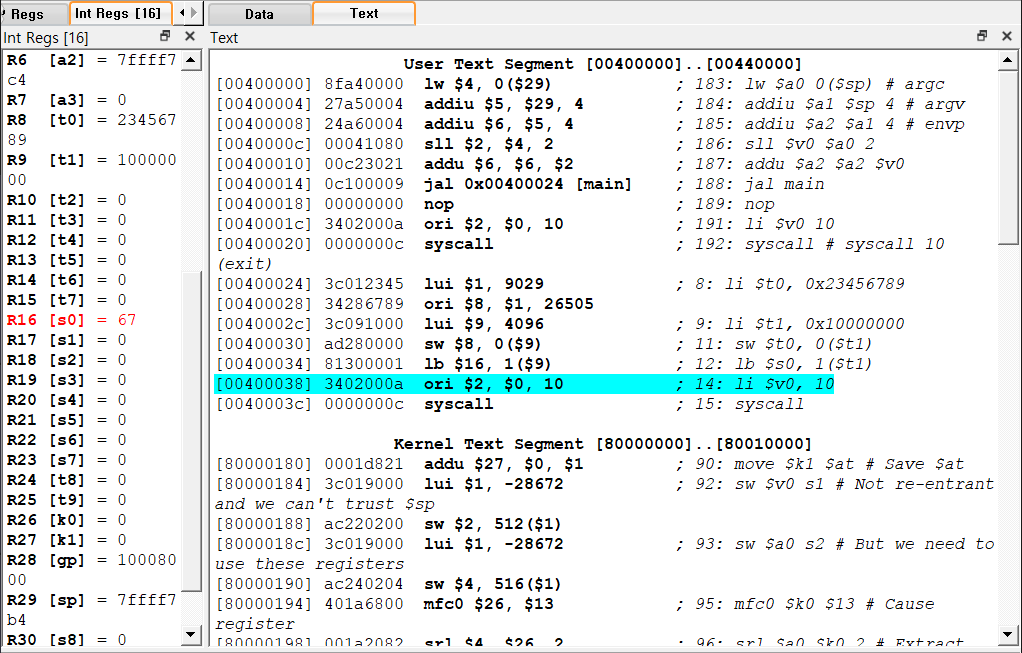 Regs
Int Regs [16]
Data
Text
Int Regs [16]
Text
R6 [a2] = 7ffff7
c4
R7 [a3] = 0
R8 [t0] = 234567
89
R9 [t1] = 100000
00
R10 [t2] = 0
R11 [t3] = 0
R12 [t4] = 0
R13 [t5] = 0
R14 [t6] = 0
R15 [t7] = 0
R16 [s0] = 67
R17 [s1] = 0
R18 [s2] = 0
R19 [s3] = 0
R20 [s4] = 0
R21 [s5] = 0
R22 [s6] = 0
R23 [s7] = 0
R24 [t8] = 0
R25 [t9] = 0
R26 [k0] = 0
R27 [k1] = 0
R28 [gp] = 100080
00
R29 [sp] = 7ffff7
b4
R30 [s8] = 0
User Text Segment [00400000]..[00440000]
[00400000] 8fa40000 lw $4, 0($29) ; 183: lw $a0 0($sp) # argc
[00400004] 27a50004 addiu $5, $29, 4 ; 184: addiu $a1 $sp 4 # argv
[00400008] 24a60004 addiu $6, $5, 4 ; 185: addiu $a2 $a1 4 # envp
[0040000c] 00041080 sll $2, $4, 2 ; 186: sll $v0 $a0 2
[00400010] 00c23021 addu $6, $6, $2 ; 187: addu $a2 $a2 $v0
[00400014] 0c100009 jal 0x00400024 [main] ; 188: jal main
[00400018] 00000000 nop ; 189: nop
[0040001c] 3402000a ori $2, $0, 10 ; 191: li $v0 10
[00400020] 0000000c syscall ; 192: syscall # syscall 10
(exit)
[00400024] 3c012345 lui $1, 9029 ; 8: li $t0, 0x23456789
[00400028] 34286789 ori $8, $1, 26505
[0040002c] 3c091000 lui $9, 4096 ; 9: li $t1, 0x10000000
[00400030] ad280000 sw $8, 0($9) ; 11: sw $t0, 0($t1)
[00400034] 81300001 lb $16, 1($9) ; 12: lb $s0, 1($t1)
[00400038] 3402000a ori $2, $0, 10 ; 14: li $v0, 10
[0040003c] 0000000c syscall ; 15: syscall
Kernel Text Segment [80000000]..[80010000]
[80000180] 0001d821 addu $27, $0, $1 ; 90: move $k1 $at # Save $at
[80000184] 3c019000 lui $1, -28672 ; 92: sw $v0 s1 # Not re-entrant
and we can't trust $sp
[80000188] ac220200 sw $2, 512($1)
[8000018c] 3c019000 lui $1, -28672 ; 93: sw $a0 s2 # But we need to
use these registers
[80000190] ac240204 sw $4, 516($1)
[80000194] 401a6800 mfc0 $26, $13 ; 95: mfc0 $k0 $13 # Cause
register
[80000198] 001a2082 srl $4, $26, 2 ; 96: srl $a0 $k0 2 # Extract